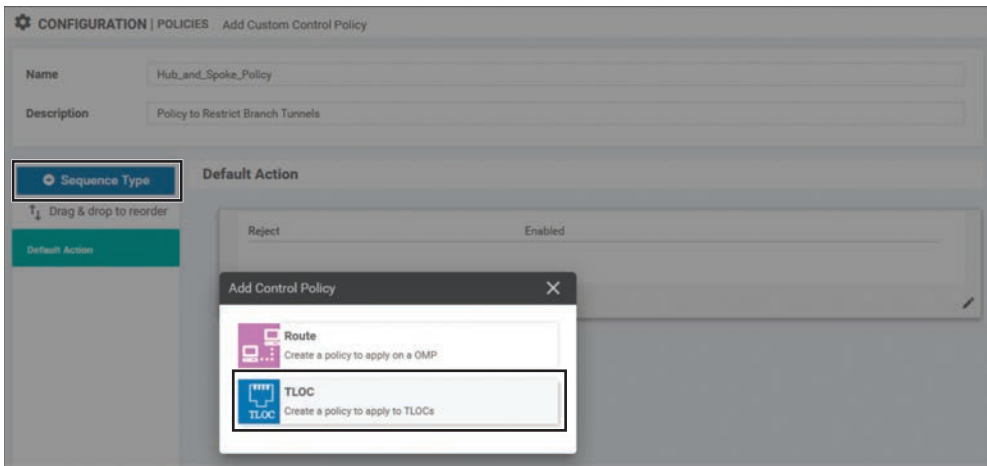 CONFIGURATION | POLICIES Add Custom Control Policy
Name Hub_and_Spoke_Policy
Description Policy to Restrict Branch Tunnels
Sequence Type
Default Action
Drag & drop to reorder
Default Action
Reject Enabled
Add Control Policy
Route
Create a policy to apply on a OMP
TLOC
TLOC
Create a policy to apply to TLOCs